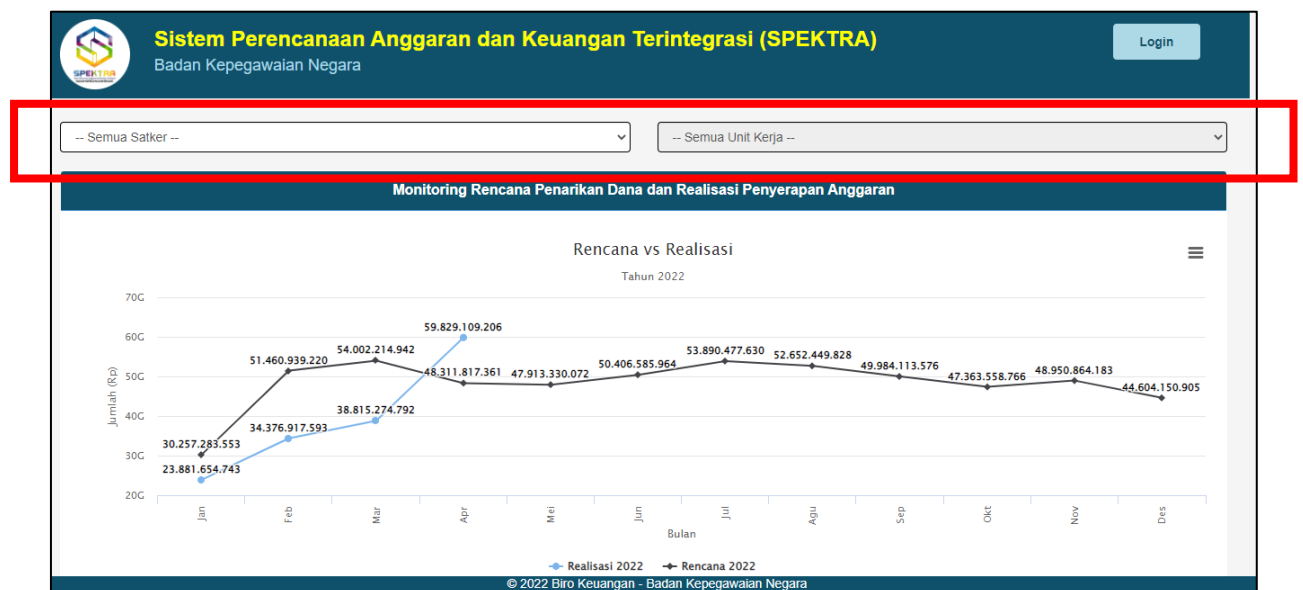 Sistem Perencanaan Anggaran dan Keuangan Terintegrasi (SPEKTRA)
Badan Kepegawaian Negara
Login
SPEKTRA
-- Semua Satker --
-- Semua Unit Kerja --
Monitoring Rencana Penarikan Dana dan Realisasi Penyerapan Anggaran
Rencana vs Realisasi
Tahun 2022
Jumlah (Rp)
70G
60G
50G
40G
30G
20G
59.829.109.206
51.460.939.220
54.002.214.942
48.311.817.361
47.913.330.072
50.406.585.964
53.890.477.630
52.652.449.828
49.984.113.576
47.363.558.766
48.950.864.183
44.604.150.905
38.815.274.792
34.376.917.593
30.257.283.553
23.881.654.743
Jan
Feb
Mar
Apr
Mei
Jun
Jul
Agu
Sep
Okt
Nov
Des
Bulan
Realisasi 2022
Rencana 2022
© 2022 Biro Keuangan - Badan Kepegawaian Negara